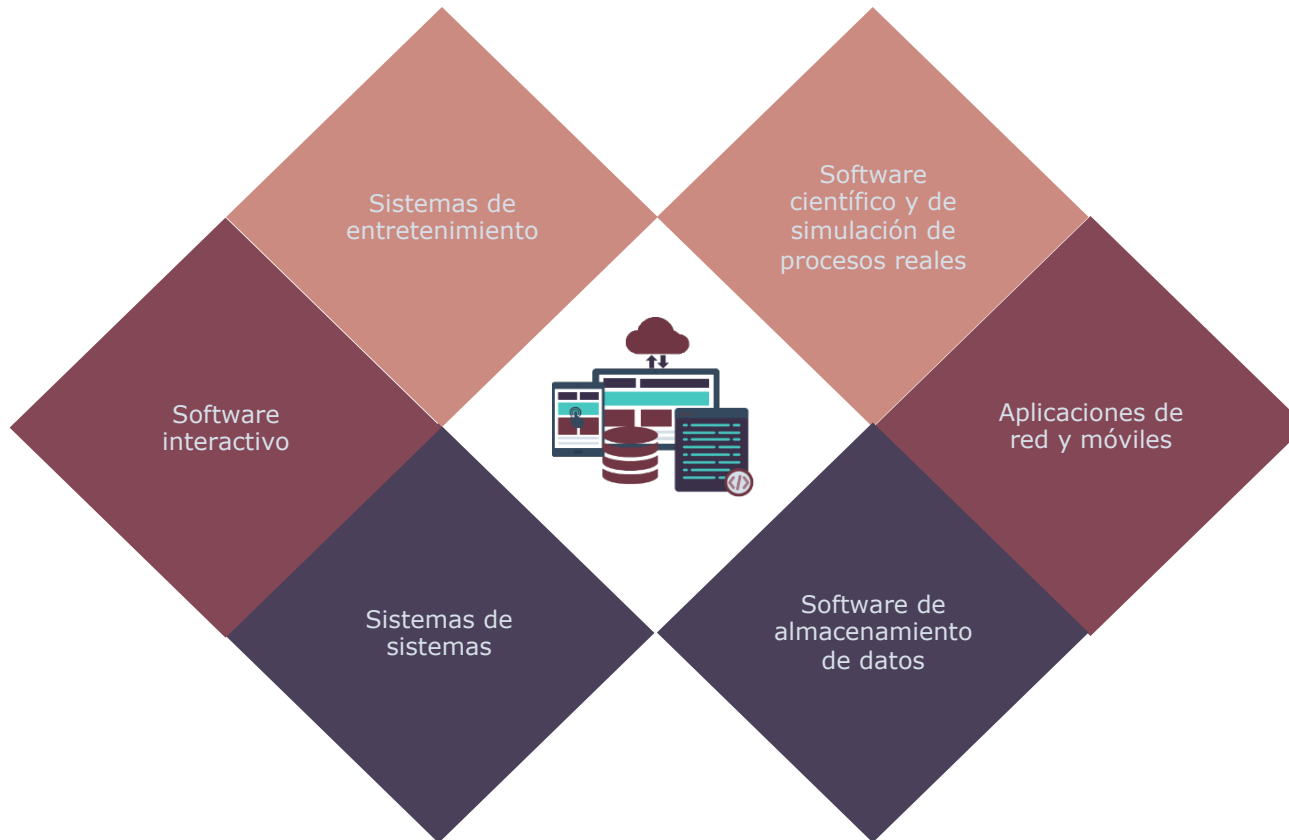 Sistemas de
entretenimiento
Software
científico y de
simulación de
procesos reales
Software
interactivo
Aplicaciones de
red y móviles
Sistemas de
sistemas
Software de
almacenamiento
de datos